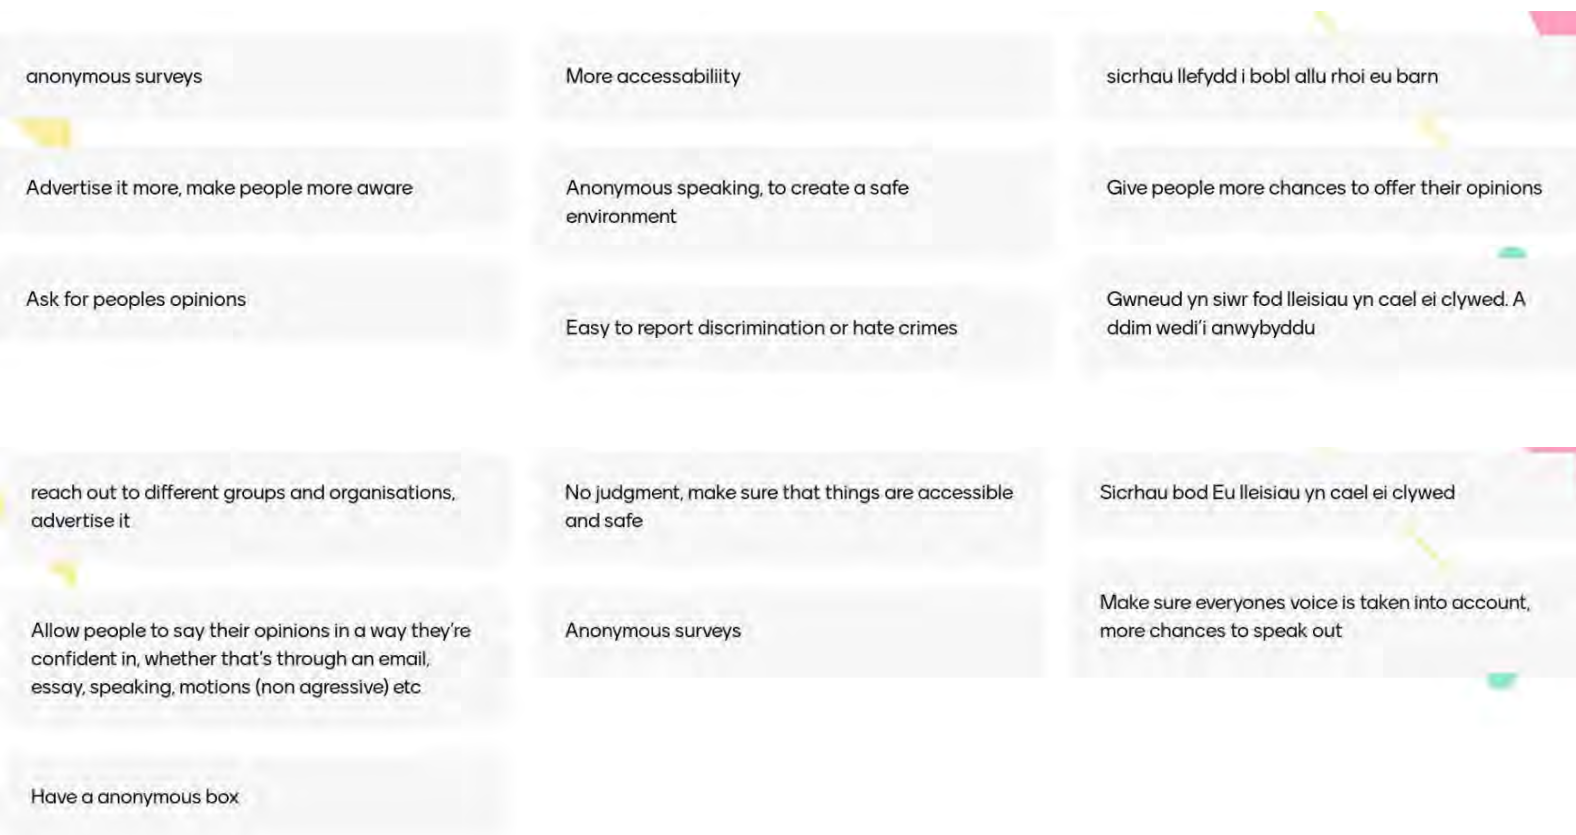 anonymous surveys
More accessabiliity
sicrhau llefydd i bobl allu rhoi eu barn
Advertise it more, make people more aware
Anonymous speaking, to create a safe
environment
Give people more chances to offer their opinions
Ask for peoples opinions
Easy to report discrimination or hate crimes
Gwneud yn siwr fod lleisiau yn cael ei clywed. A
ddim wedi'i anwybyddu
reach out to different groups and organisations,
advertise it
No judgment, make sure that things are accessible
and safe
Sicrhau bod Eu lleisiau yn cael ei clywed
Allow people to say their opinions in a way they're
confident in, whether that's through an email,
essay, speaking, motions (non agressive) etc
Anonymous surveys
Make sure everyones voice is taken into account,
more chances to speak out
Have a anonymous box